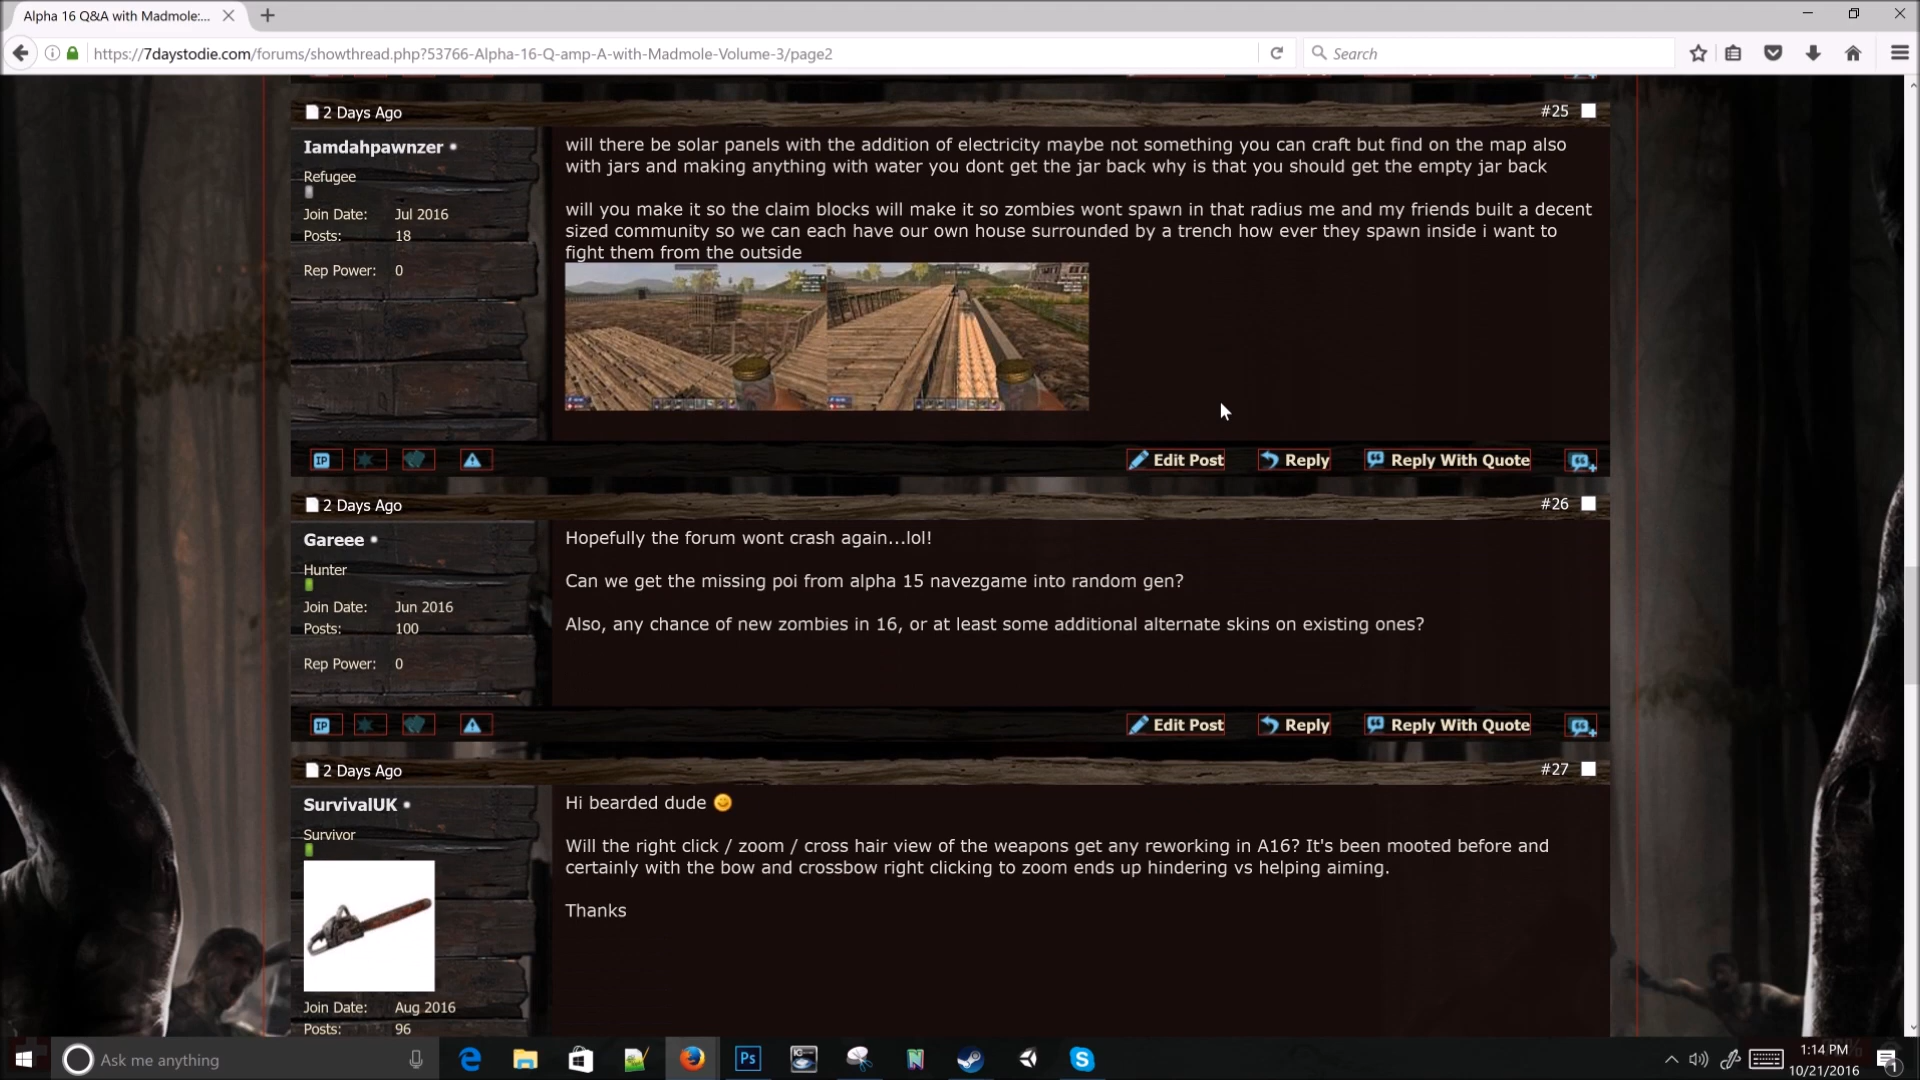 Alpha 16 Q&A with Madmole:...
https://7daystodie.com/forums/showthread.php?53766-Alpha-16-Q-amp-A-with-Madmole-Volume-3/page2
Search
2 Days Ago
#25
Iamdahpawnzer
Refugee
Join Date: Jul 2016
Posts: 18
Rep Power: 0
will there be solar panels with the addition of electricity maybe not something you can craft but find on the map also
with jars and making anything with water you dont get the jar back why is that you should get the empty jar back
will you make it so the claim blocks will make it so zombies wont spawn in that radius me and my friends built a decent
sized community so we can each have our own house surrounded by a trench how ever they spawn inside i want to
fight them from the outside
IP
Edit Post
Reply
Reply With Quote
2 Days Ago
#26
Gareee
Hunter
Join Date: Jun 2016
Posts: 100
Rep Power: 0
Hopefully the forum wont crash again...lol!
Can we get the missing poi from alpha 15 navezgame into random gen?
Also, any chance of new zombies in 16, or at least some additional alternate skins on existing ones?
IP
Edit Post
Reply
Reply With Quote
2 Days Ago
#27
SurvivalUK
Survivor
Join Date: Aug 2016
Posts: 96
Hi bearded dude
Will the right click / zoom / cross hair view of the weapons get any reworking in A16? It's been mooted before and
certainly with the bow and crossbow right clicking to zoom ends up hindering vs helping aiming.
Thanks
Ask me anything
Ps
1:14 PM
10/21/2016
1